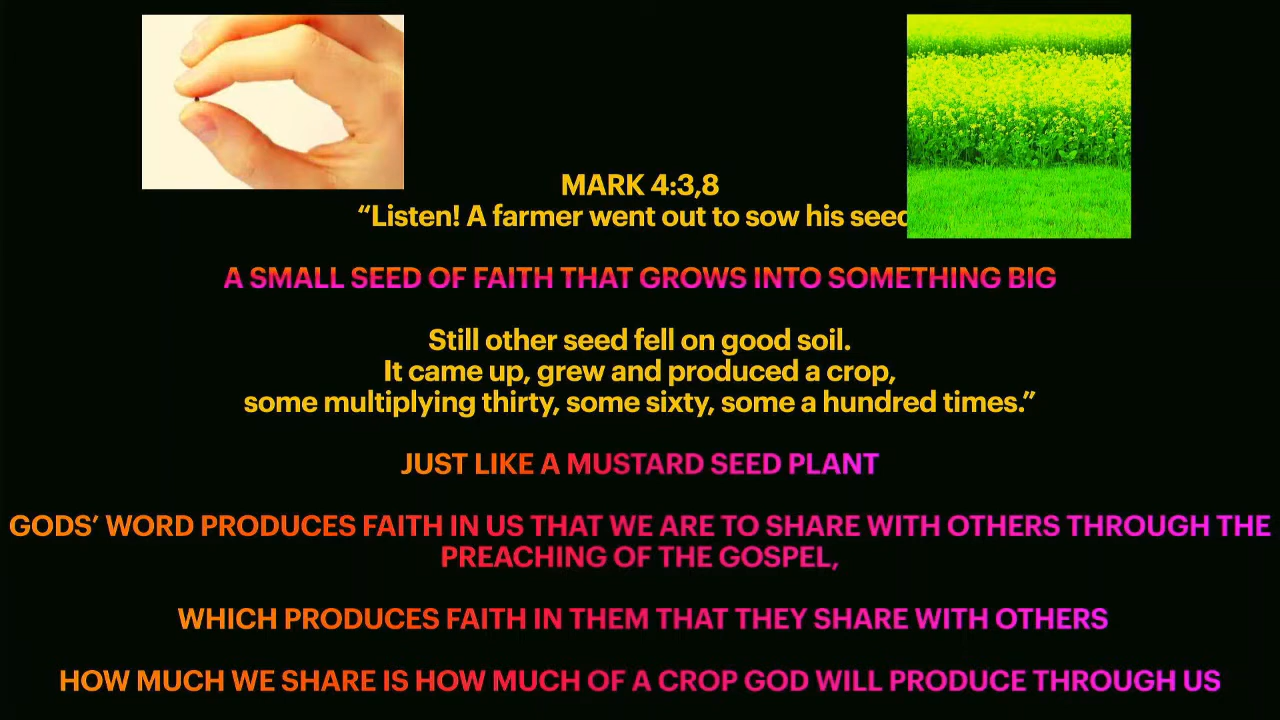 MARK 4:3,8
“Listen! A farmer went out to sow his seed
A SMALL SEED OF FAITH THAT GROWS INTO SOMETHING BIG
Still other seed fell on good soil.
It came up, grew and produced a crop,
some multiplying thirty, some sixty, some a hundred times.”
JUST LIKE A MUSTARD SEED PLANT
GODS’ WORD PRODUCES FAITH IN US THAT WE ARE TO SHARE WITH OTHERS THROUGH THE
PREACHING OF THE GOSPEL,
WHICH PRODUCES FAITH IN THEM THAT THEY SHARE WITH OTHERS
HOW MUCH WE SHARE IS HOW MUCH OF A CROP GOD WILL PRODUCE THROUGH US